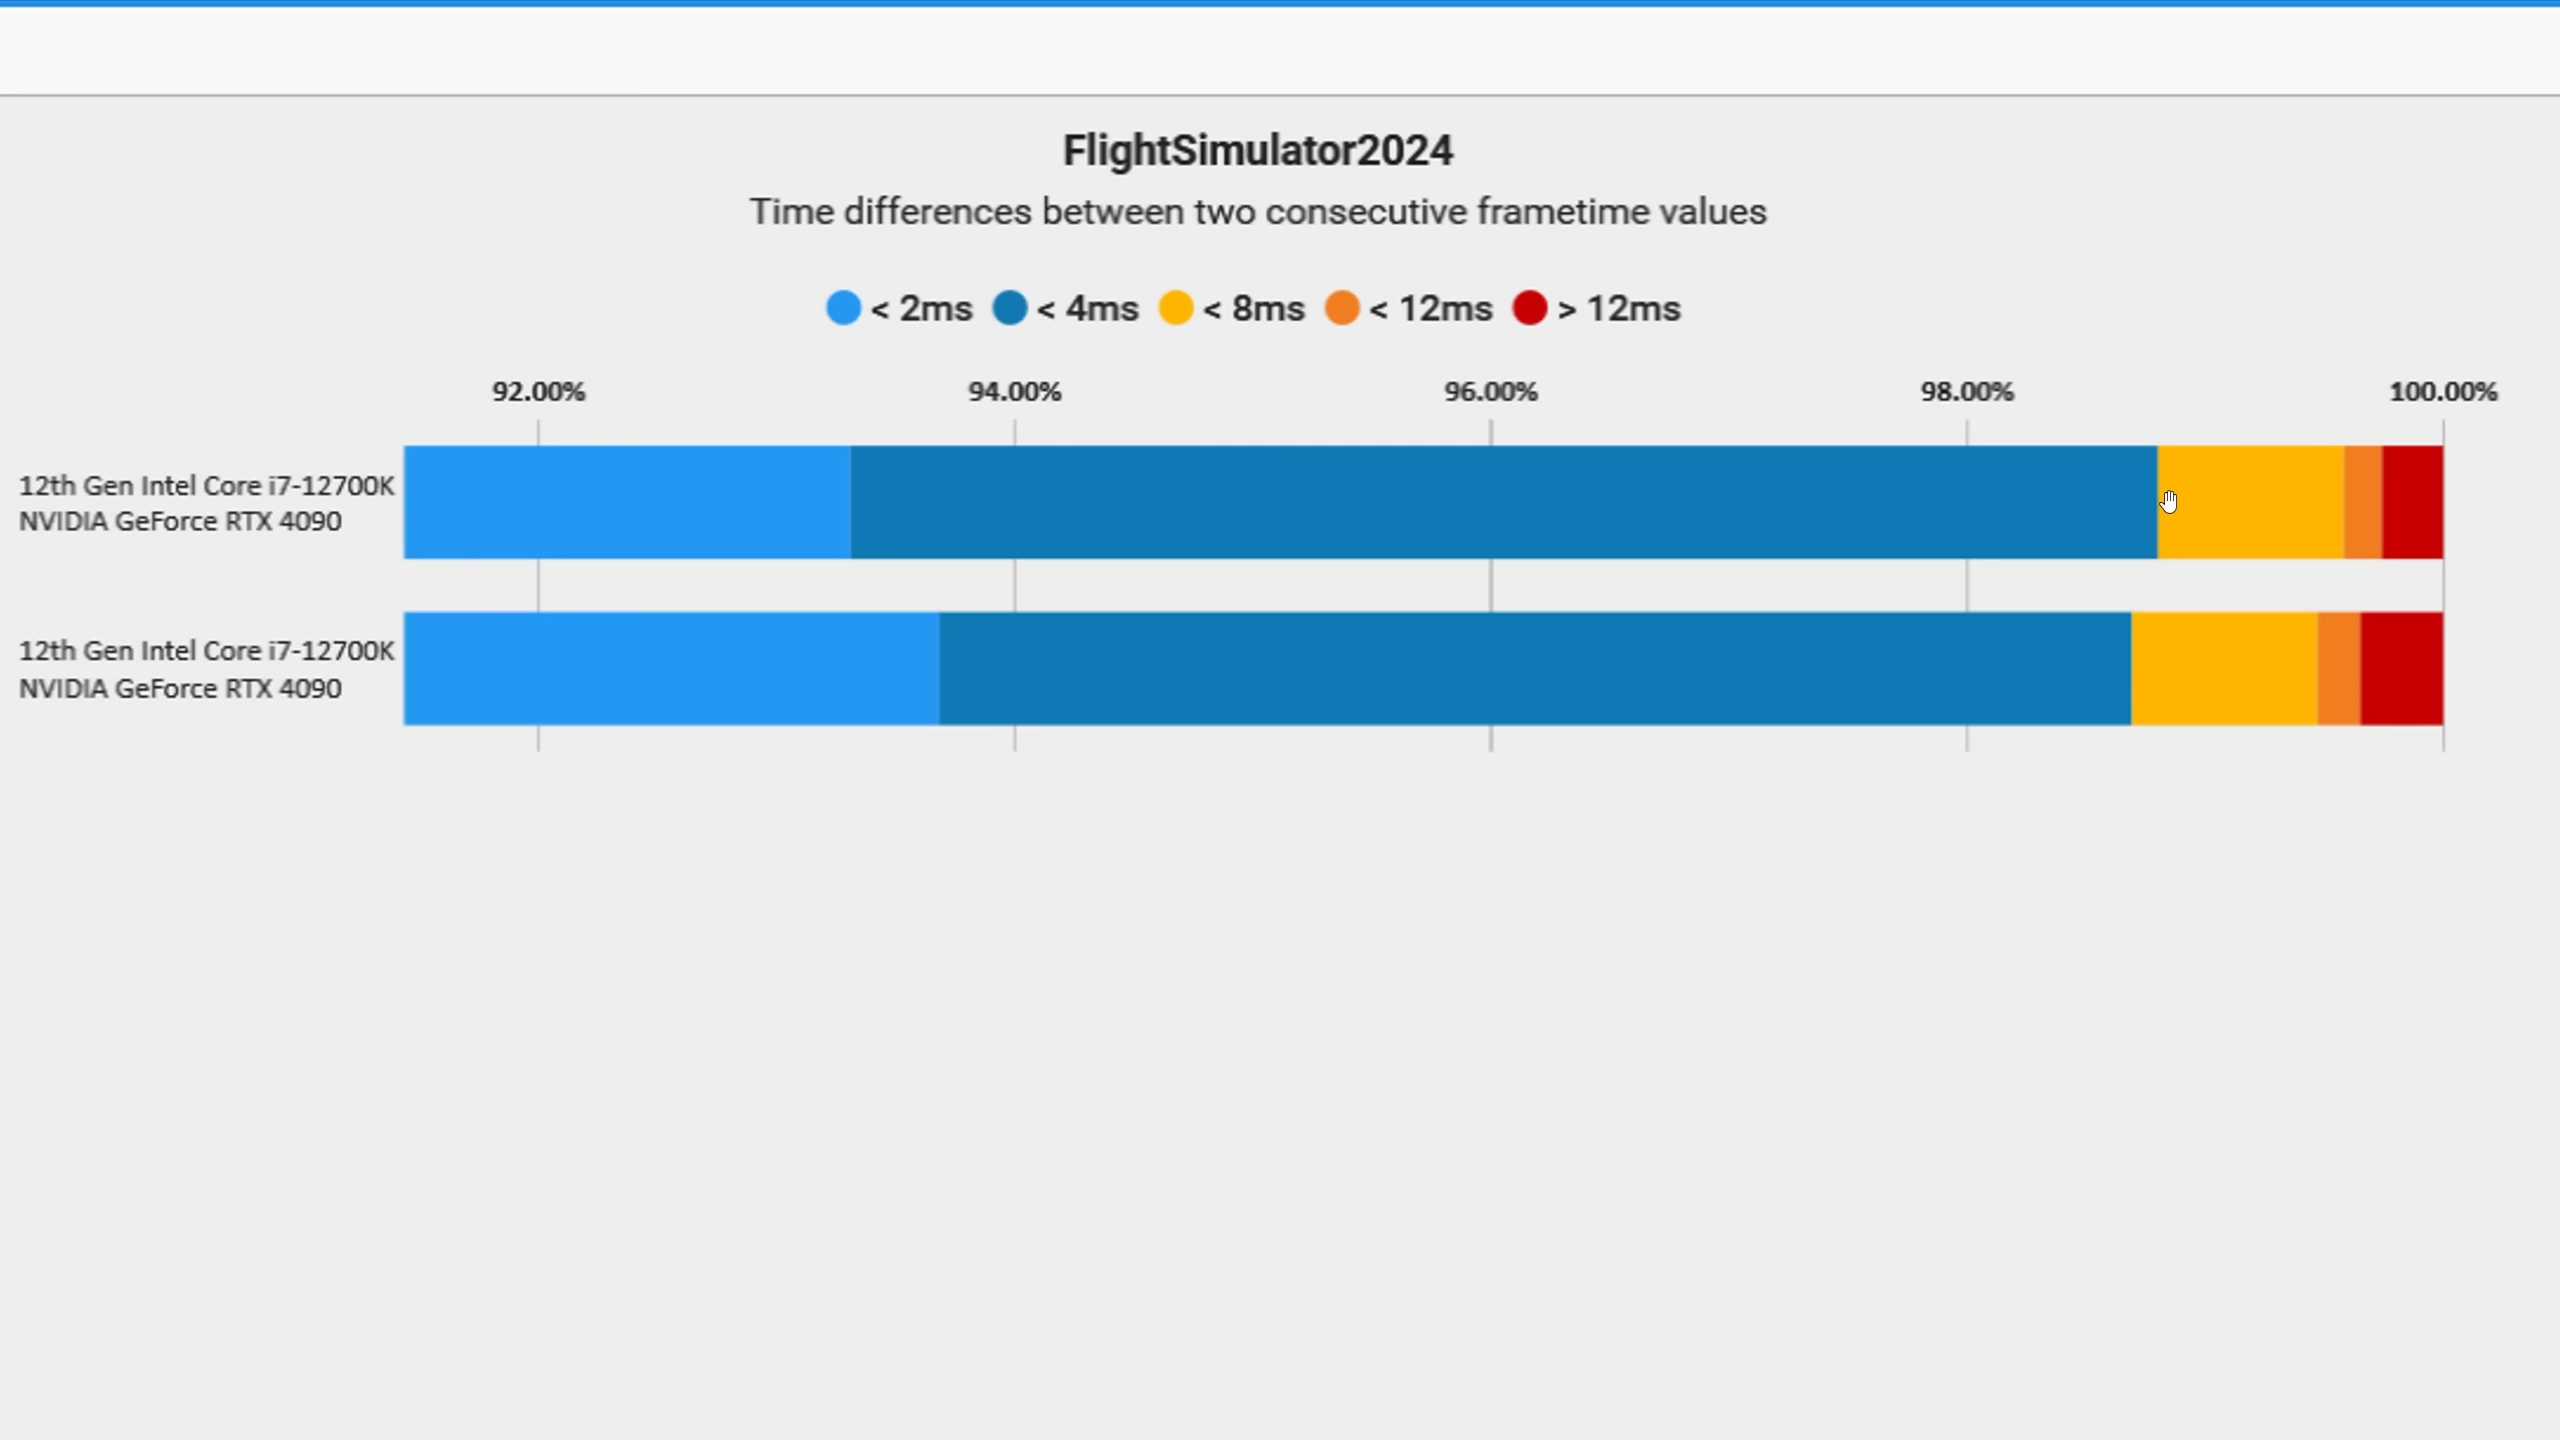 FlightSimulator2024
Time differences between two consecutive frametime values
< 2ms < 4ms < 8ms < 12ms > 12ms
92.00% 94.00% 96.00% 98.00% 100.00%
12th Gen Intel Core i7-12700K
NVIDIA GeForce RTX 4090
12th Gen Intel Core i7-12700K
NVIDIA GeForce RTX 4090